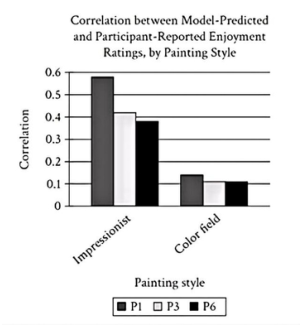 Correlation between Model-Predicted
and Participant-Reported Enjoyment
Ratings, by Painting Style
0.6
0.5
0.4
0.3
0.2
0.1
0
Correlation
Impressionist
Color field
Painting style
P1 P3 P6